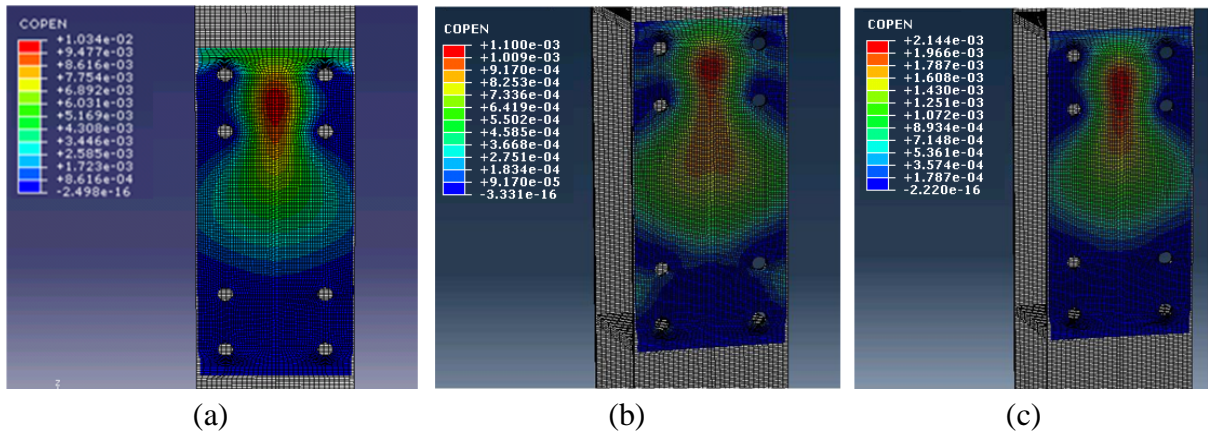 COPEN
+1.034e-02
+9.477e-03
+8.616e-03
+7.754e-03
+6.892e-03
+6.031e-03
+5.169e-03
+4.308e-03
+3.446e-03
+2.585e-03
+1.723e-03
+8.616e-04
-2.498e-16
COPEN
+1.100e-03
+1.009e-03
+9.170e-04
+8.253e-04
+7.336e-04
+6.419e-04
+5.502e-04
+4.585e-04
+3.668e-04
+2.751e-04
+1.834e-04
+9.170e-05
-3.331e-16
COPEN
+2.144e-03
+1.966e-03
+1.787e-03
+1.608e-03
+1.430e-03
+1.251e-03
+1.072e-03
+8.934e-04
+7.148e-04
+5.361e-04
+3.574e-04
+1.787e-04
-2.220e-16
z
(a)
(b)
(c)